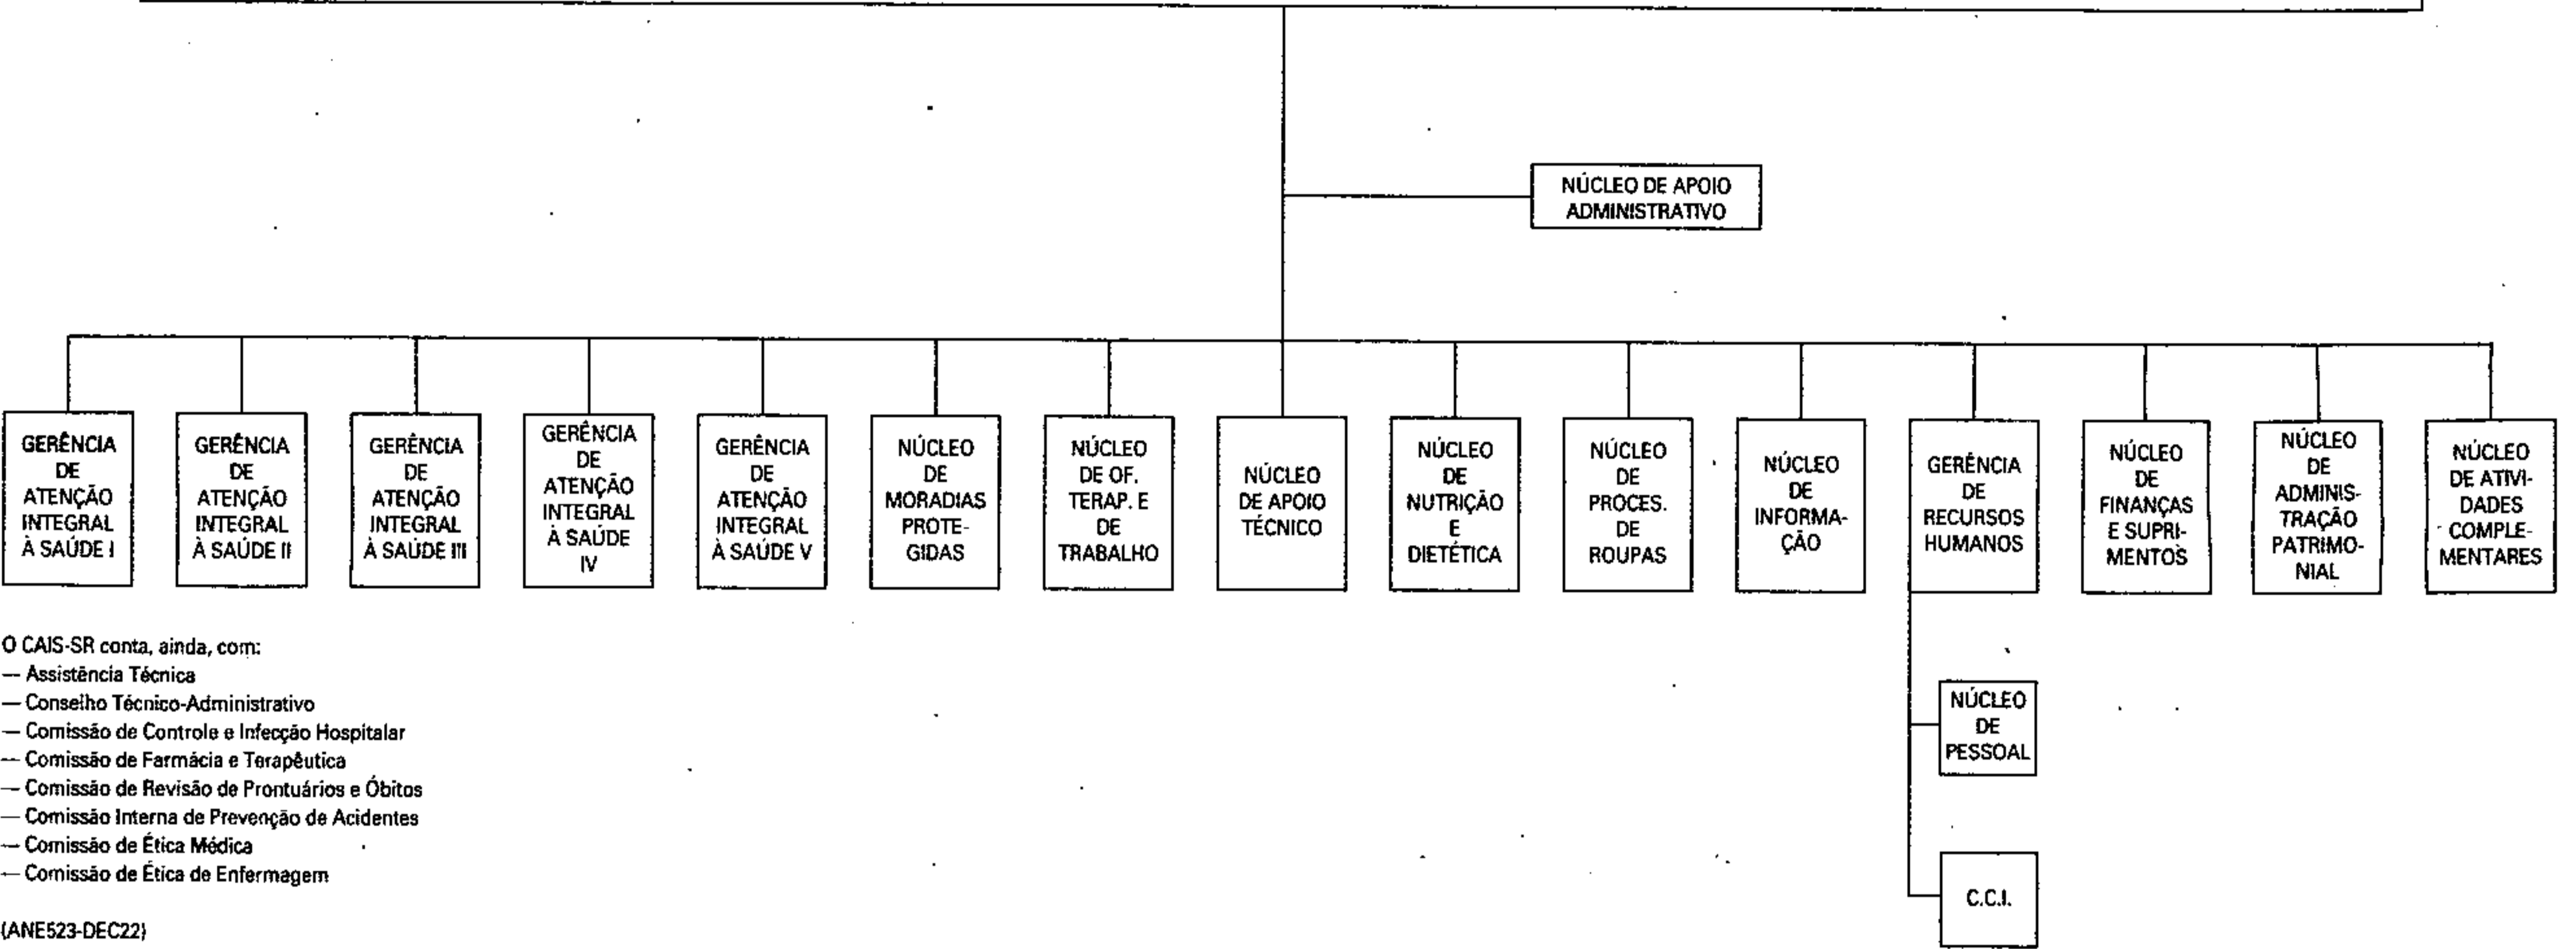 NÚCLEO DE APOIO
ADMINISTRATIVO
GERÊNCIA
DE
ATENÇÃO
INTEGRAL
À SAÚDE I
GERÊNCIA
DE
ATENÇÃO
INTEGRAL
À SAÚDE II
GERÊNCIA
DE
ATENÇÃO
INTEGRAL
À SAÚDE III
GERÊNCIA
DE
ATENÇÃO
INTEGRAL
À SAÚDE
IV
GERÊNCIA
DE
ATENÇÃO
INTEGRAL
À SAÚDE V
NÚCLEO
DE
MORADIAS
PROTE-
GIDAS
NÚCLEO
DE OF.
TERAP. E
DE
TRABALHO
NÚCLEO
DE APOIO
TÉCNICO
NÚCLEO
DE
NUTRIÇÃO
E
DIETÉTICA
NÚCLEO
DE
PROCES.
DE
ROUPAS
NÚCLEO
DE
INFORMA-
ÇÃO
GERÊNCIA
DE
RECURSOS
HUMANOS
NÚCLEO
DE
FINANÇAS
E SUPRI-
MENTOS
NÚCLEO
DE
ADMINIS-
TRAÇÃO
PATRIMO-
NIAL
NÚCLEO
DE ATIVI-
DADES
COMPLE-
MENTARES
NÚCLEO
DE
PESSOAL
C.C.I.
O CAIS-SR conta, ainda, com:
— Assistência Técnica
— Conselho Técnico-Administrativo
— Comissão de Controle e Infecção Hospitalar
— Comissão de Farmácia e Terapêutica
— Comissão de Revisão de Prontuários e Óbitos
— Comissão Interna de Prevenção de Acidentes
— Comissão de Ética Médica
— Comissão de Ética de Enfermagem
(ANE523-DEC22)